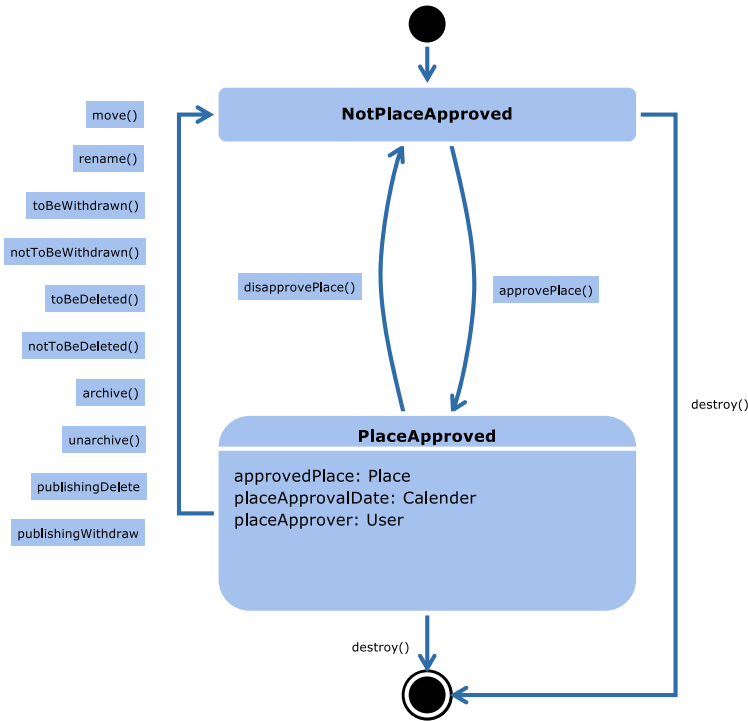 NotPlaceApproved
move()
rename()
toBeWithdrawn()
notToBeWithdrawn()
toBeDeleted()
notToBeDeleted()
archive()
unarchive()
publishingDelete
publishingWithdraw
disapprovePlace()
approvePlace()
destroy()
PlaceApproved
approvedPlace: Place
placeApprovalDate: Calender
placeApprover: User
destroy()